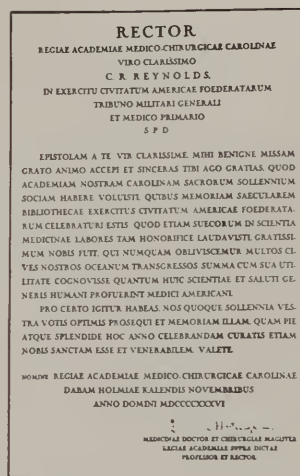 RECTOR
REGIAE ACADEMIAE MEDICO-CHIRURGICAE CAROLINAE
VIRO CLARISSIMO
C. R. REYNOLDS,
IN EXERCITU CIVITATUM AMERICAE FOEDERATARUM
TRIBUNO MILITARI GENERALI
ET MEDICO PRIMARIO
S P D
EPISTOLAM A TE VIR CLARISSIME, MIHI BENIGNE MISSAM
GRATO ANIMO ACCEPI ET SINCERAS TIBI AGO GRATIAS, QUOD
ACADEMIAM NOSTRAM CAROLINAM SACRORUM SOLLENNIUM
SOCIAM HABERE VOLUISTI, QUIBUS MEMORIAM SAECULAREM
BIBLIOTHECAE EXERCITUS CIVITATUM AMERICAE FOEDERATA-
RUM CELEBRATURI ESTIS. QUOD ETIAM SUECORUM IN SCIENTIA
MEDICINAE LABORES TAM HONORIFICE LAUDAVISTI, GRATISSI-
MUM NOBIS FUIT, QUI NUMQUAM OBLIVISCEMUR MULTOS CI-
VES NOSTROS OCEANUM TRANSGRESSOS SUMMA CUM SUA UTI-
LITATE COGNOVISSE QUANTUM HUIC SCIENTIAE ET SALUTI GE-
NERIS HUMANI PROFUERINT MEDICI AMERICANI.
PRO CERTO IGITUR HABEAS, NOS QUOQUE SOLLENNIA VES-
TRA VOTIS OPTIMIS PROSEQUI ET MEMORIAM ILLAM, QUAM PIE
ATQUE SPLENDIDE HOC ANNO CELEBRANDAM CURATIS ETIAM
NOBIS SANCTAM ESSE ET VENERABILEM. VALETE.
NOMINE REGIAE ACADEMIAE MEDICO-CHIRURGICAE CAROLINAE
DABAM HOLMIAE KALENDIS NOVEMBRIBUS
ANNO DOMINI MDCCCCXXXVI
MEDICINAE DOCTOR ET CHIRURGIAE MAGISTER
REGIAE ACADEMIAE SUPRA DICTAE
PROFESSOR ET RECTOR.